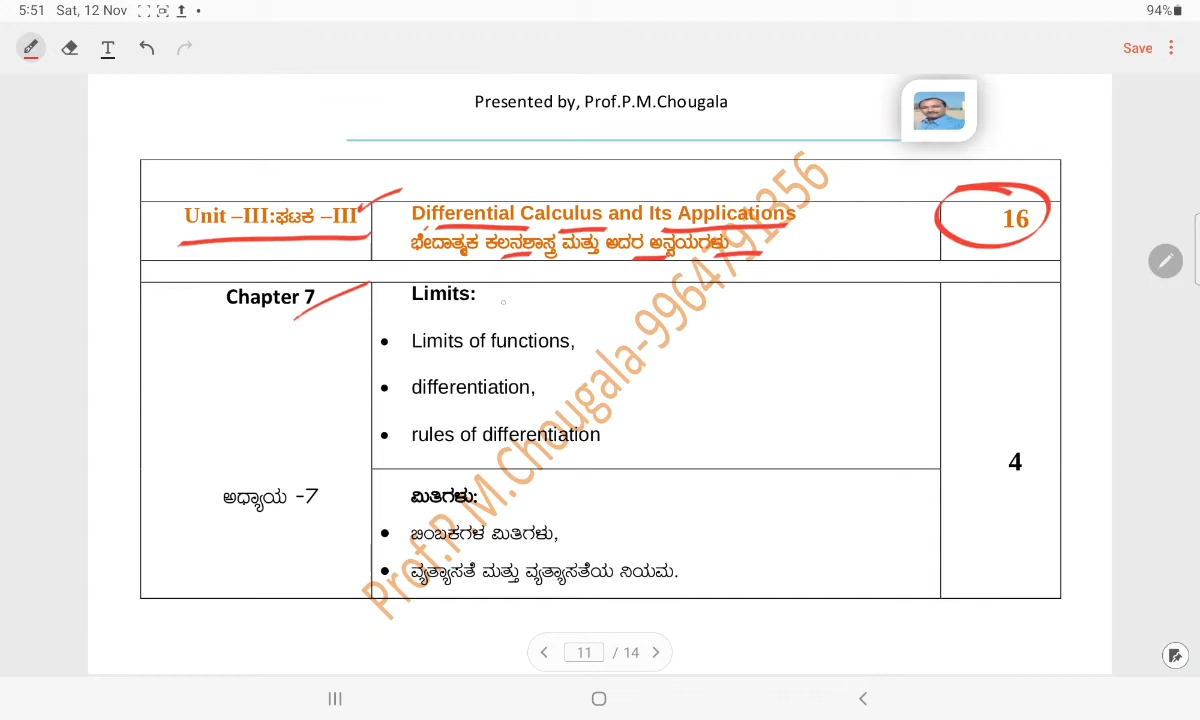 5:51 Sat, 12 Nov
94%
T
Save
Presented by, Prof.P.M.Chougala
Unit –III:ಘಟಕ –III
Differential Calculus and Its Applications
ಭೇದಾತ್ಮಕ ಕಲನಶಾಸ್ತ್ರ ಮತ್ತು ಅದರ ಅನ್ವಯಗಳು
16
Chapter 7
Limits:
• Limits of functions,
• differentiation,
• rules of differentiation
4
ಅಧ್ಯಾಯ -7
ಮಿತಿಗಳು:
• ಬಿಂಬಕಗಳ ಮಿತಿಗಳು,
• ವ್ಯತ್ಯಾಸತೆ ಮತ್ತು ವ್ಯತ್ಯಾಸತೆಯ ನಿಯಮ.
Prof.P.M.Chougala-9964791356
11 / 14